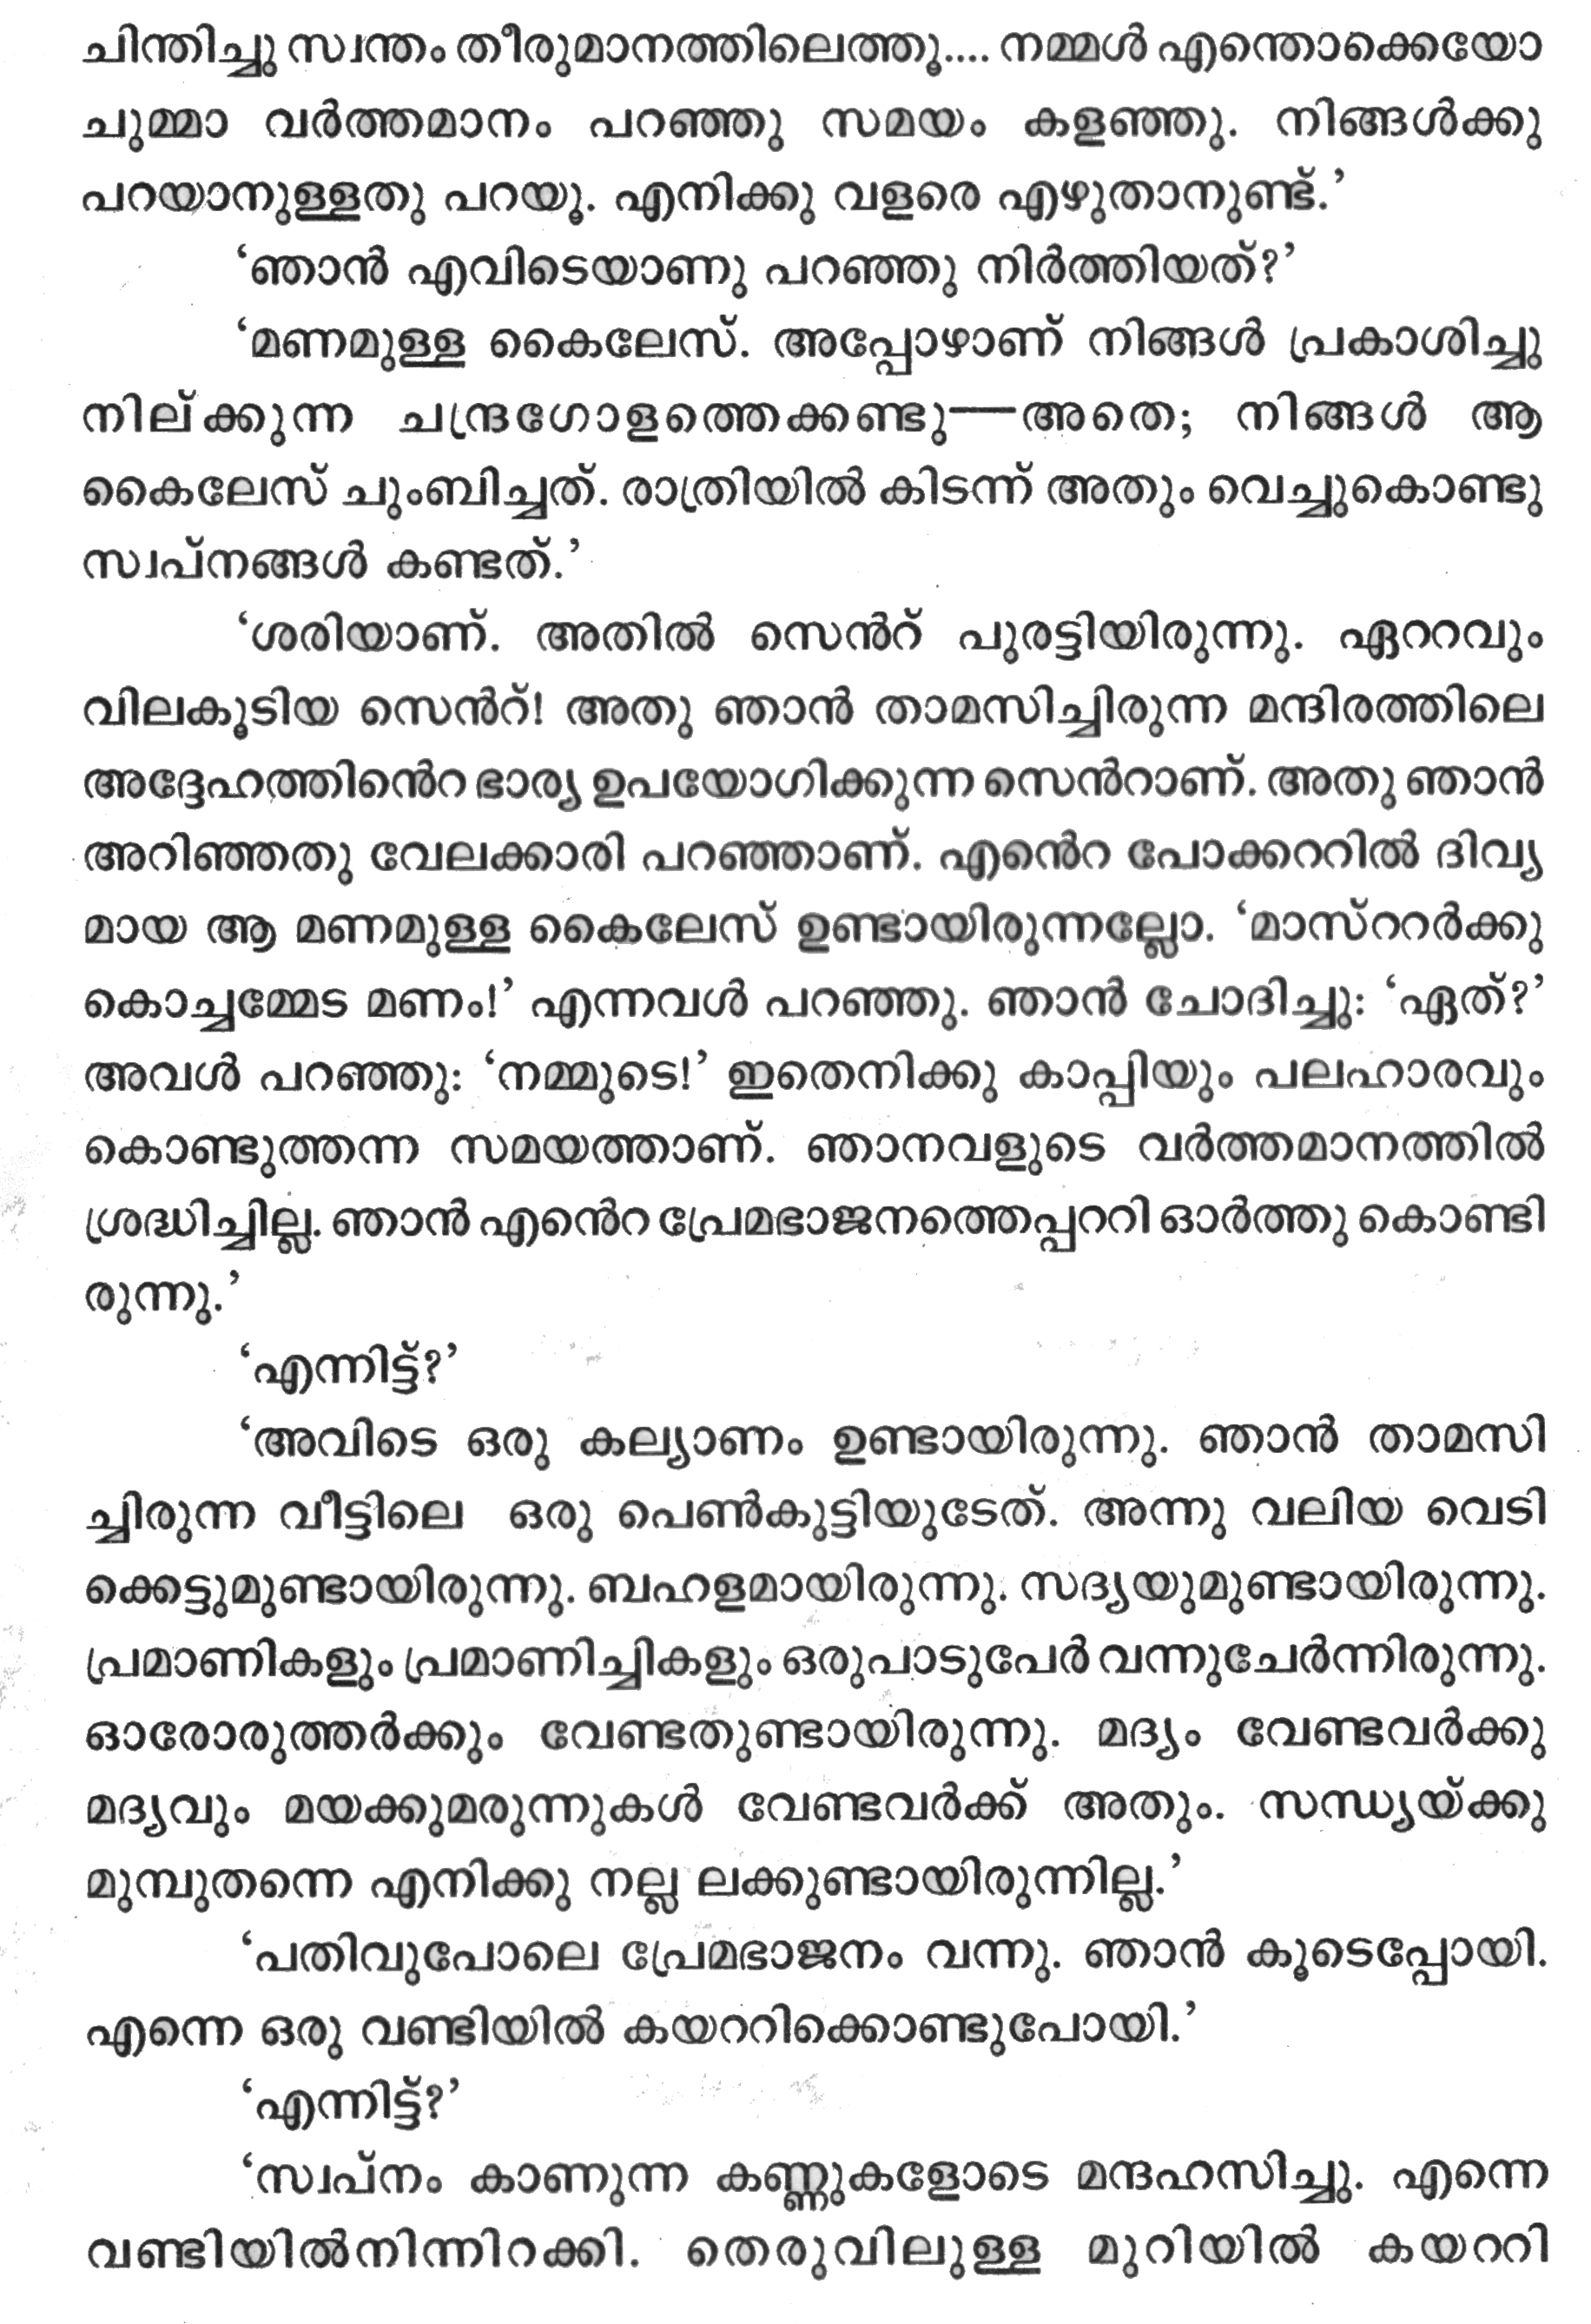 ചിന്തിച്ചു സ്വന്തം തീരുമാനത്തിലെത്തൂ.... നമ്മൾ എന്തൊക്കെയോ
ചുമ്മാ വർത്തമാനം പറഞ്ഞു സമയം കളഞ്ഞു. നിങ്ങൾക്കു
പറയാനുള്ളതു പറയൂ. എനിക്കു വളരെ എഴുതാനുണ്ട്.’
‘ഞാൻ എവിടെയാണു പറഞ്ഞു നിർത്തിയത്?’
‘മണമുള്ള കൈലേസ്. അപ്പോഴാണ് നിങ്ങൾ പ്രകാശിച്ചു
നില്ക്കുന്ന ചന്ദ്രഗോളത്തെക്കണ്ടു—അതെ; നിങ്ങൾ ആ
കൈലേസ് ചുംബിച്ചത്. രാത്രിയിൽ കിടന്ന് അതും വെച്ചുകൊണ്ടു
സ്വപ്നങ്ങൾ കണ്ടത്.’
‘ശരിയാണ്. അതിൽ സെൻറ് പുരട്ടിയിരുന്നു. ഏററവും
വിലകൂടിയ സെൻറ്! അതു ഞാൻ താമസിച്ചിരുന്ന മന്ദിരത്തിലെ
അദ്ദേഹത്തിൻെറ ഭാര്യ ഉപയോഗിക്കുന്ന സെൻറാണ്. അതു ഞാൻ
അറിഞ്ഞതു വേലക്കാരി പറഞ്ഞാണ്. എൻെറ പോക്കററിൽ ദിവ്യ
മായ ആ മണമുള്ള കൈലേസ് ഉണ്ടായിരുന്നല്ലോ. ‘മാസ്ററർക്കു
കൊച്ചമ്മേട മണം!’ എന്നവൾ പറഞ്ഞു. ഞാൻ ചോദിച്ചു: ‘ഏത്?’
അവൾ പറഞ്ഞു: ‘നമ്മുടെ!’ ഇതെനിക്കു കാപ്പിയും പലഹാരവും
കൊണ്ടുത്തന്ന സമയത്താണ്. ഞാനവളുടെ വർത്തമാനത്തിൽ
ശ്രദ്ധിച്ചില്ല. ഞാൻ എൻെറ പ്രേമഭാജനത്തെപ്പററി ഓർത്തു കൊണ്ടി
രുന്നു.’
‘എന്നിട്ട്?’
‘അവിടെ ഒരു കല്യാണം ഉണ്ടായിരുന്നു. ഞാൻ താമസി
ച്ചിരുന്ന വീട്ടിലെ ഒരു പെൺകുട്ടിയുടേത്. അന്നു വലിയ വെടി
ക്കെട്ടുമുണ്ടായിരുന്നു. ബഹളമായിരുന്നു. സദ്യയുമുണ്ടായിരുന്നു.
പ്രമാണികളും പ്രമാണിച്ചികളും ഒരുപാടുപേർ വന്നുചേർന്നിരുന്നു.
ഓരോരുത്തർക്കും വേണ്ടതുണ്ടായിരുന്നു. മദ്യം വേണ്ടവർക്കു
മദ്യവും മയക്കുമരുന്നുകൾ വേണ്ടവർക്ക് അതും. സന്ധ്യയ്ക്കു
മുമ്പുതന്നെ എനിക്കു നല്ല ലക്കുണ്ടായിരുന്നില്ല.’
‘പതിവുപോലെ പ്രേമഭാജനം വന്നു. ഞാൻ കൂടെപ്പോയി.
എന്നെ ഒരു വണ്ടിയിൽ കയററിക്കൊണ്ടുപോയി.’
‘എന്നിട്ട്?’
‘സ്വപ്നം കാണുന്ന കണ്ണുകളോടെ മന്ദഹസിച്ചു. എന്നെ
വണ്ടിയിൽനിന്നിറക്കി. തെരുവിലുള്ള മുറിയിൽ കയററി